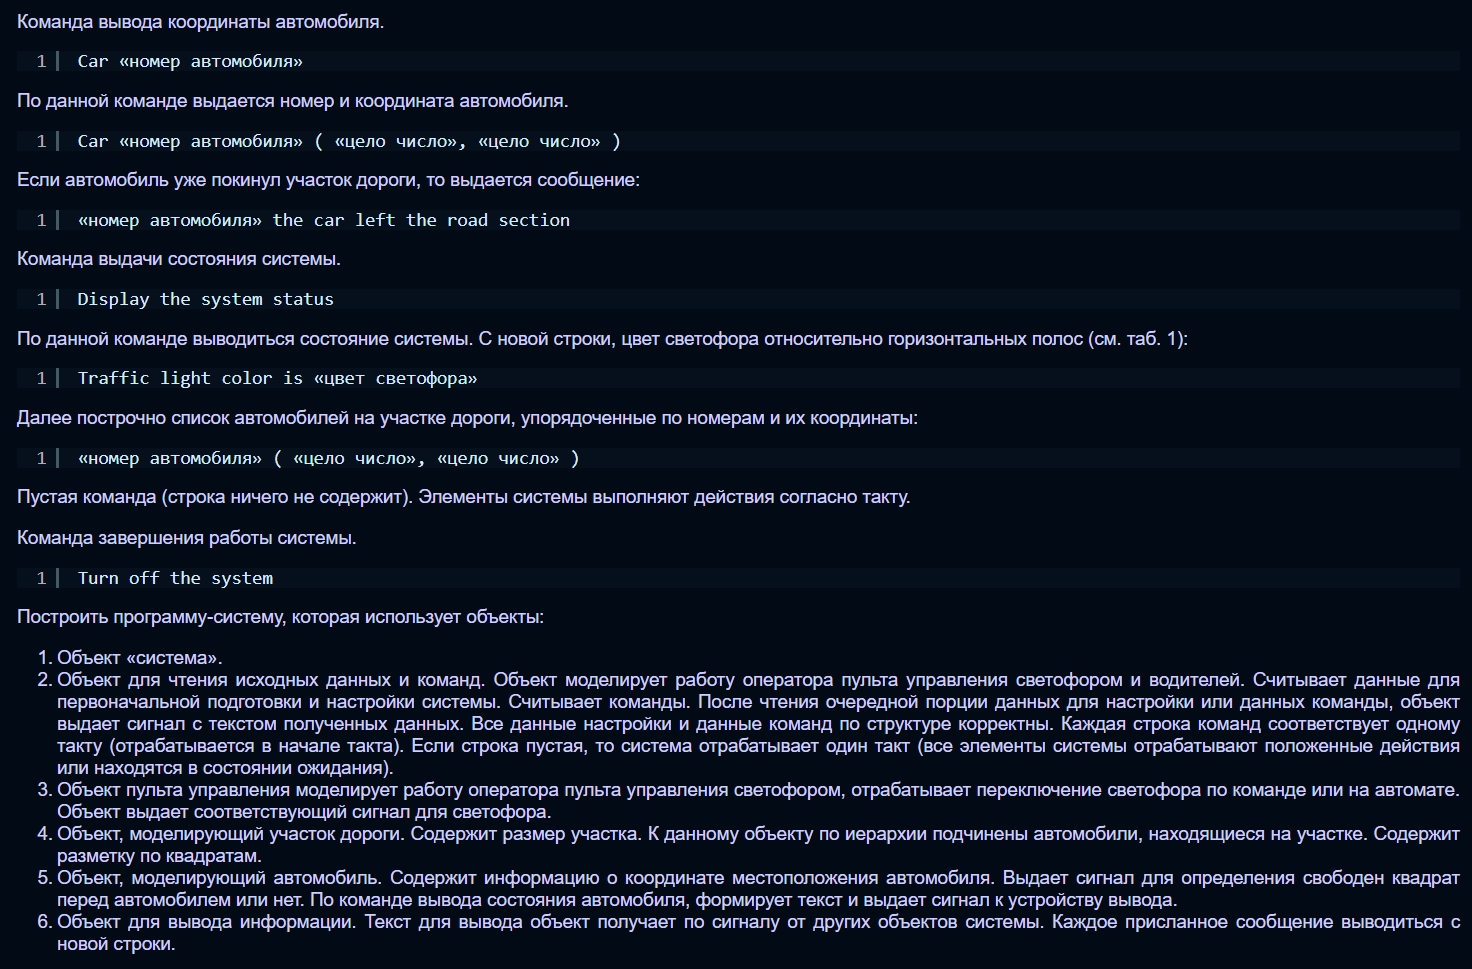 Команда вывода координаты автомобиля.
1 Car «номер автомобиля»
По данной команде выдается номер и координата автомобиля.
1 Car «номер автомобиля» ( «цело число», «цело число» )
Если автомобиль уже покинул участок дороги, то выдается сообщение:
1 «номер автомобиля» the car left the road section
Команда выдачи состояния системы.
1 Display the system status
По данной команде выводиться состояние системы. С новой строки, цвет светофора относительно горизонтальных полос (см. таб. 1):
1 Traffic light color is «цвет светофора»
Далее построчно список автомобилей на участке дороги, упорядоченные по номерам и их координаты:
1 «номер автомобиля» ( «цело число», «цело число» )
Пустая команда (строка ничего не содержит). Элементы системы выполняют действия согласно такту.
Команда завершения работы системы.
1 Turn off the system
Построить программу-систему, которая использует объекты:
1. Объект «система».
2. Объект для чтения исходных данных и команд. Объект моделирует работу оператора пульта управления светофором и водителей. Считывает данные для
первоначальной подготовки и настройки системы. Считывает команды. После чтения очередной порции данных для настройки или данных команды, объект
выдает сигнал с текстом полученных данных. Все данные настройки и данные команд по структуре корректны. Каждая строка команд соответствует одному
такту (отрабатывается в начале такта). Если строка пустая, то система отрабатывает один такт (все элементы системы отрабатывают положенные действия
или находятся в состоянии ожидания).
3. Объект пульта управления моделирует работу оператора пульта управления светофором, отрабатывает переключение светофора по команде или на автомате.
Объект выдает соответствующий сигнал для светофора.
4. Объект, моделирующий участок дороги. Содержит размер участка. К данному объекту по иерархии подчинены автомобили, находящиеся на участке. Содержит
разметку по квадратам.
5. Объект, моделирующий автомобиль. Содержит информацию о координате местоположения автомобиля. Выдает сигнал для определения свободен квадрат
перед автомобилем или нет. По команде вывода состояния автомобиля, формирует текст и выдает сигнал к устройству вывода.
6. Объект для вывода информации. Текст для вывода объект получает по сигналу от других объектов системы. Каждое присланное сообщение выводиться с
новой строки.